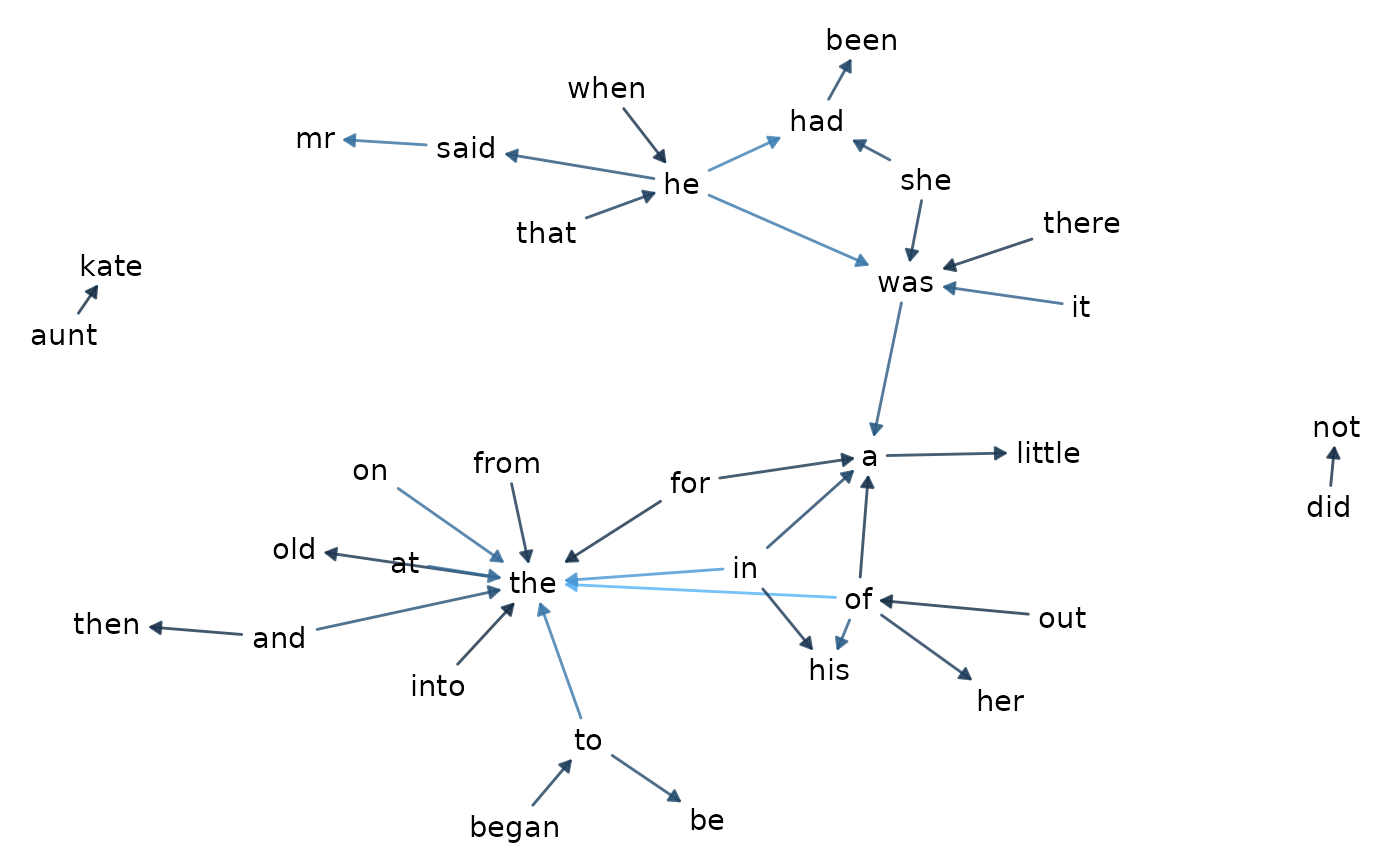 been
when
had
mr
said
he
she
that
there
kate
was
it
aunt
not
a
little
from
on
for
did
old
at
in
the
of
then
and
out
his
into
her
to
be
began